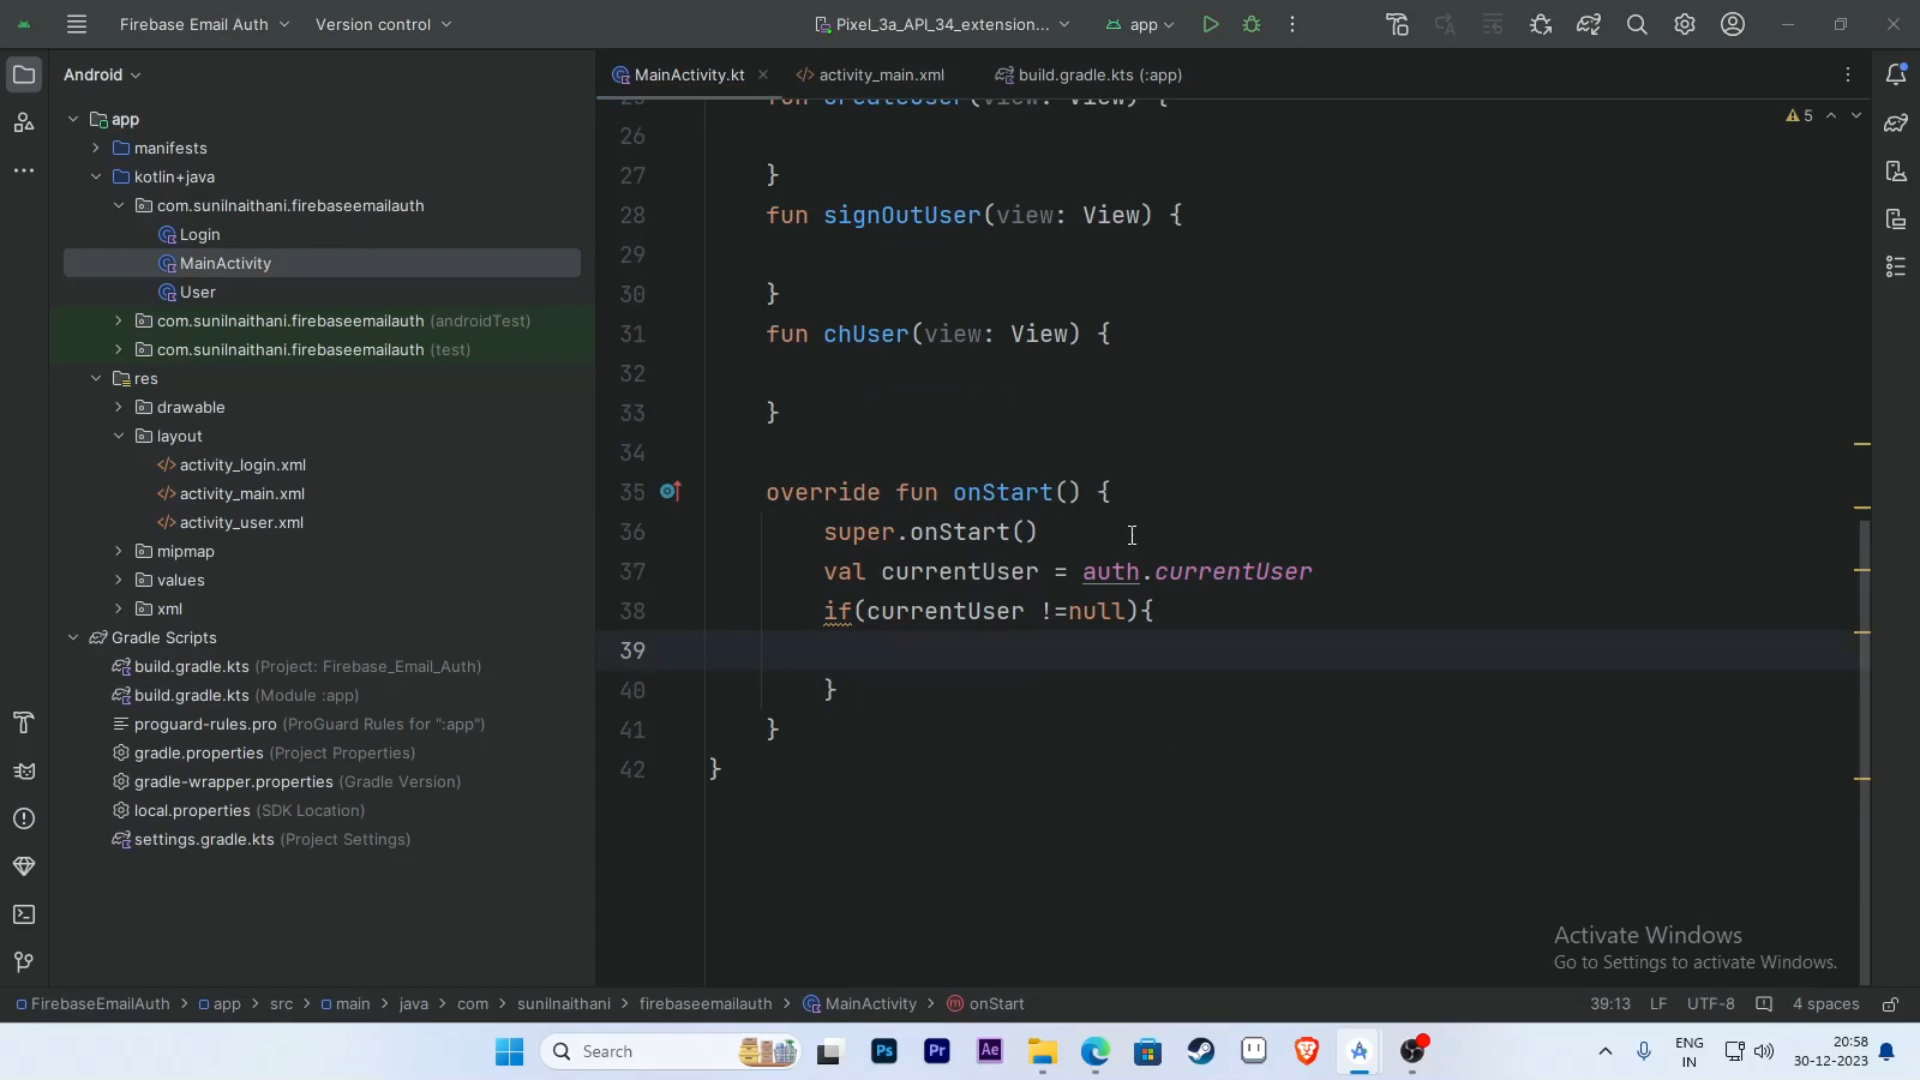 Firebase Email Auth
Version control
Pixel_3a_API_34_extension...
app
Android
MainActivity.kt
activity_main.xml
build.gradle.kts (:app)
app
manifests
kotlin+java
com.sunilnaithani.firebaseemailauth
Login
MainActivity
User
com.sunilnaithani.firebaseemailauth (androidTest)
com.sunilnaithani.firebaseemailauth (test)
res
drawable
layout
activity_login.xml
activity_main.xml
activity_user.xml
mipmap
values
xml
Gradle Scripts
build.gradle.kts (Project: Firebase_Email_Auth)
build.gradle.kts (Module :app)
proguard-rules.pro (ProGuard Rules for ":app")
gradle.properties (Project Properties)
gradle-wrapper.properties (Gradle Version)
local.properties (SDK Location)
settings.gradle.kts (Project Settings)
25 fun createUser(view: View) {
26
27 }
28 fun signOutUser(view: View) {
29
30 }
31 fun chUser(view: View) {
32
33 }
34
35 override fun onStart() {
36 super.onStart()
37 val currentUser = auth.currentUser
38 if(currentUser !=null){
39
40 }
41 }
42 }
5
Activate Windows
Go to Settings to activate Windows.
FirebaseEmailAuth > app > src > main > java > com > sunilnaithani > firebaseemailauth > MainActivity > onStart
39:13 LF UTF-8 4 spaces
Search
Ps
Pr
Ae
ENG
IN
20:58
30-12-2023